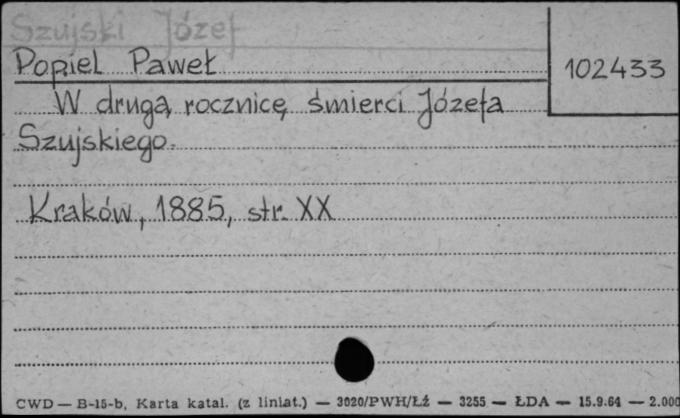 Szujski Józef
Popiel Paweł
102433
W drugą rocznicę śmierci Józefa
Szujskiego.
Kraków, 1885, str. XX
CWD — B-15-b, Karta katal. (z liniat.) — 3020/PWH/Łź — 3255 — ŁDA — 15.9.64 — 2.000